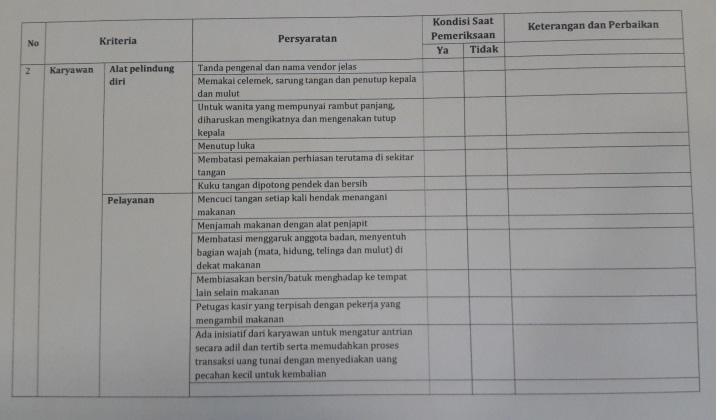 No Kriteria Persyaratan Kondisi Saat Pemeriksaan Keterangan dan Perbaikan
Ya Tidak
2 Karyawan Alat pelindung diri Tanda pengenal dan nama vendor jelas
Memakai celemek, sarung tangan dan penutup kepala
dan mulut
Untuk wanita yang mempunyai rambut panjang,
diharuskan mengikatnya dan mengenakan tutup
kepala
Menutup luka
Membatasi pemakaian perhiasan terutama di sekitar
tangan
Kuku tangan dipotong pendek dan bersih
Pelayanan Mencuci tangan setiap kali hendak menangani
makanan
Menjamah makanan dengan alat penjapit
Membatasi menggaruk anggota badan, menyentuh
bagian wajah (mata, hidung, telinga dan mulut) di
dekat makanan
Membiasakan bersin/batuk menghadap ke tempat
lain selain makanan
Petugas kasir yang terpisah dengan pekerja yang
mengambil makanan
Ada inisiatif dari karyawan untuk mengatur antrian
secara adil dan tertib serta memudahkan proses
transaksi uang tunai dengan menyediakan uang
pecahan kecil untuk kembalian